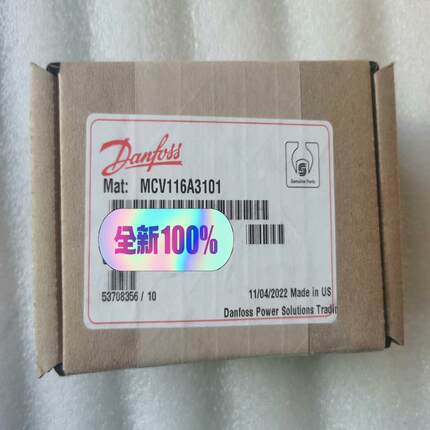 Danfoss
Genuine Parts
Mat: MCV116A3101
全新100%
53708356 / 10
11/04/2022 Made in US
Danfoss Power Solutions Tradin